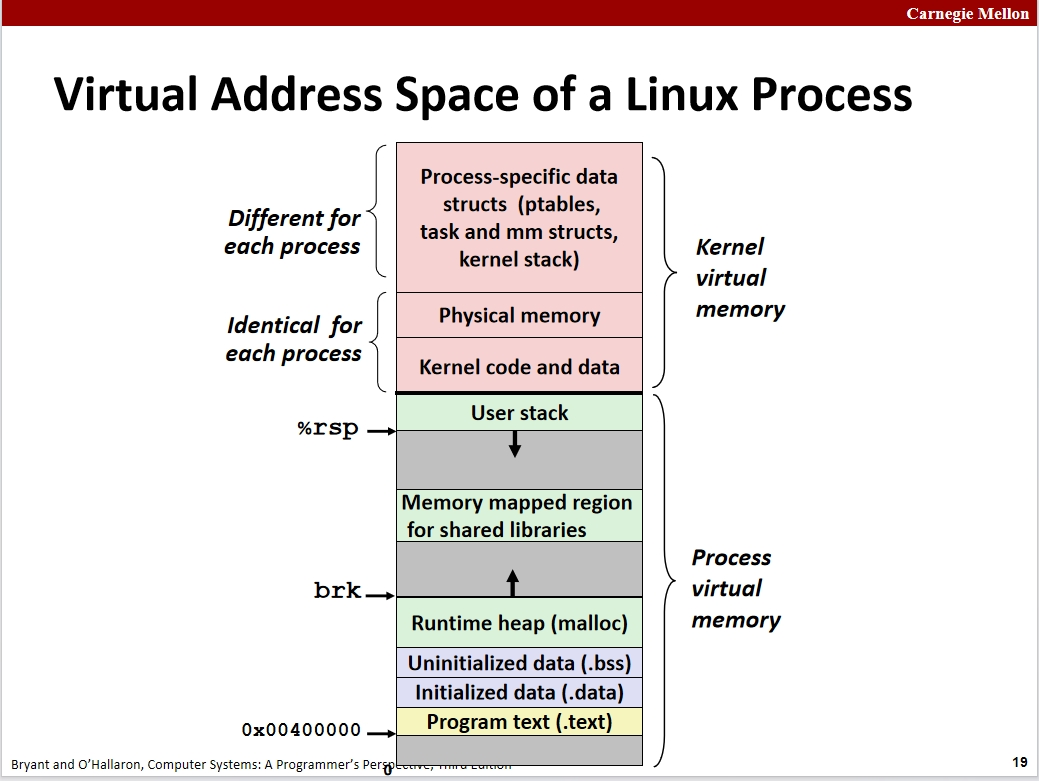 Carnegie Mellon
Virtual Address Space of a Linux Process
Process-specific data
structs (ptables,
task and mm structs,
kernel stack)
Different for
each process
Kernel
virtual
memory
Physical memory
Identical for
each process
Kernel code and data
User stack
%rsp
Memory mapped region
for shared libraries
Process
virtual
memory
brk
Runtime heap (malloc)
Uninitialized data (.bss)
Initialized data (.data)
Program text (.text)
0x00400000
0
Bryant and O'Hallaron, Computer Systems: A Programmer's Perspective, Third Edition
19